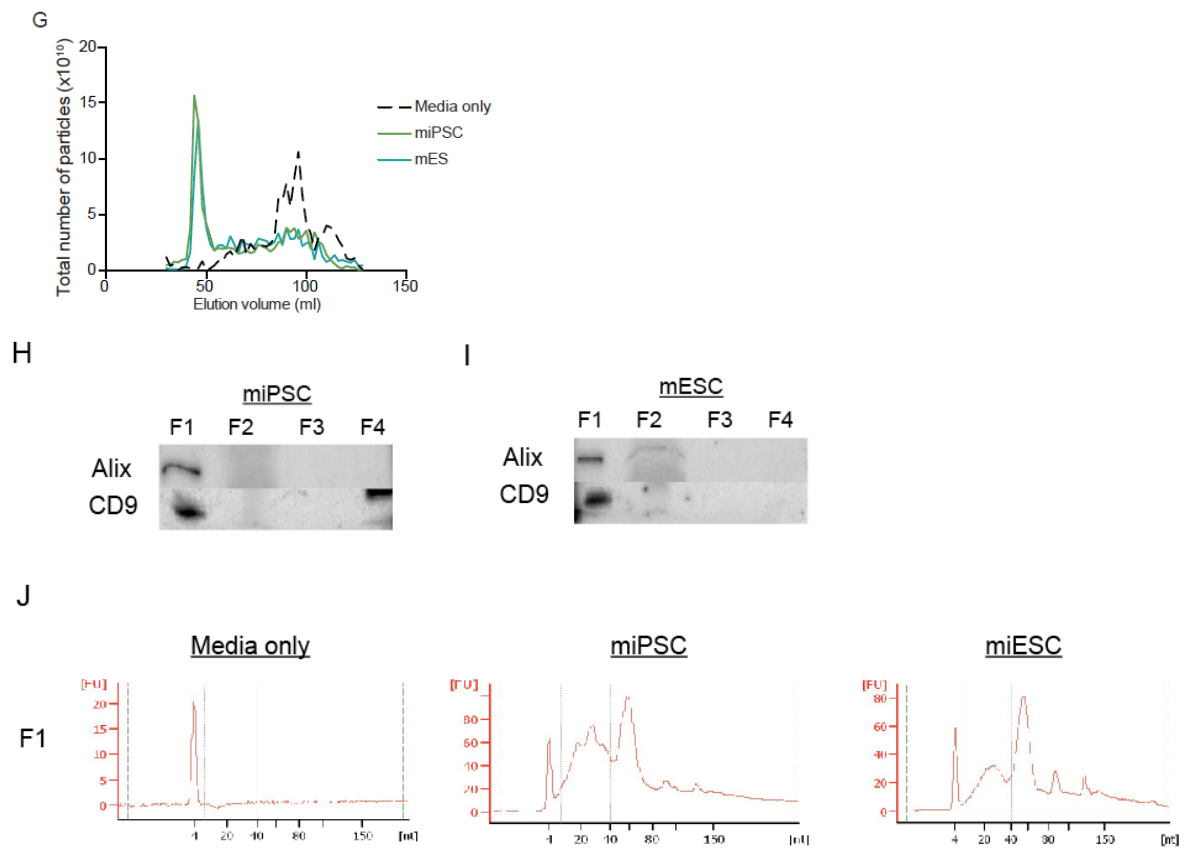 G
Total number of particles (x10¹⁰)
20
15
10
5
0
0
50
100
150
Elution volume (ml)
Media only
miPSC
mES
H
miPSC
F1 F2 F3 F4
Alix
CD9
I
mESC
F1 F2 F3 F4
Alix
CD9
J
F1
Media only
[FU]
20
15
10
5
0
4 20 40 80 150 [nt]
miPSC
[FU]
80
60
40
20
0
4 20 40 80 150 [nt]
miESC
[FU]
80
60
40
20
0
4 20 40 80 150 [nt]